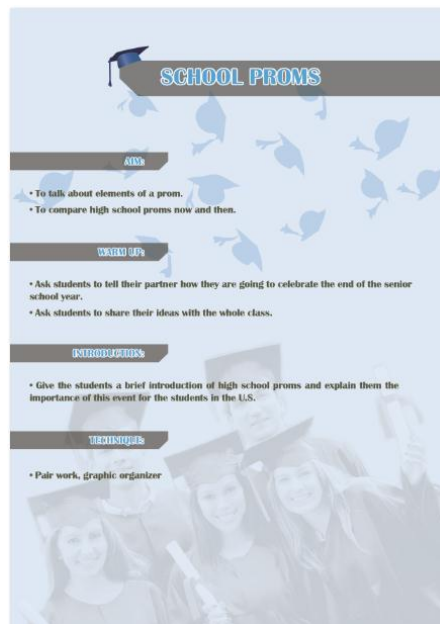 SCHOOL PROMS
AIM:
• To talk about elements of a prom.
• To compare high school proms now and then.
WARM UP:
• Ask students to tell their partner how they are going to celebrate the end of the senior
school year.
• Ask students to share their ideas with the whole class.
INTRODUCTION:
• Give the students a brief introduction of high school proms and explain them the
importance of this event for the students in the U.S.
TECHNIQUE:
• Pair work, graphic organizer